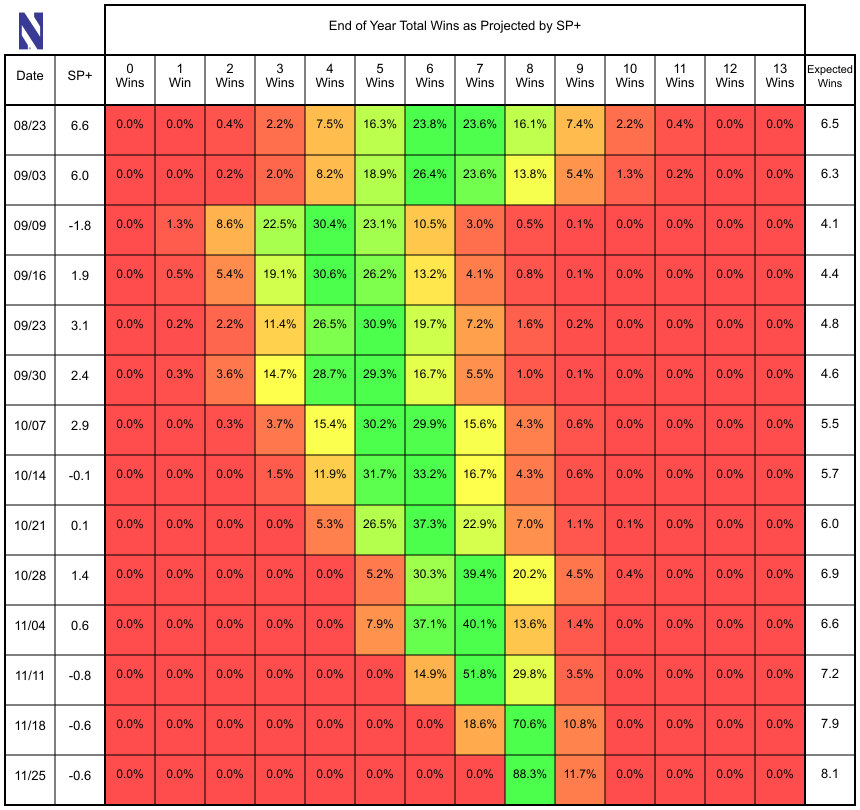 N
End of Year Total Wins as Projected by SP+
Date SP+ 0 Wins 1 Win 2 Wins 3 Wins 4 Wins 5 Wins 6 Wins 7 Wins 8 Wins 9 Wins 10 Wins 11 Wins 12 Wins 13 Wins Expected Wins
08/23 6.6 0.0% 0.0% 0.4% 2.2% 7.5% 16.3% 23.8% 23.6% 16.1% 7.4% 2.2% 0.4% 0.0% 0.0% 6.5
09/03 6.0 0.0% 0.0% 0.2% 2.0% 8.2% 18.9% 26.4% 23.6% 13.8% 5.4% 1.3% 0.2% 0.0% 0.0% 6.3
09/09 -1.8 0.0% 1.3% 8.6% 22.5% 30.4% 23.1% 10.5% 3.0% 0.5% 0.1% 0.0% 0.0% 0.0% 0.0% 4.1
09/16 1.9 0.0% 0.5% 5.4% 19.1% 30.6% 26.2% 13.2% 4.1% 0.8% 0.1% 0.0% 0.0% 0.0% 0.0% 4.4
09/23 3.1 0.0% 0.2% 2.2% 11.4% 26.5% 30.9% 19.7% 7.2% 1.6% 0.2% 0.0% 0.0% 0.0% 0.0% 4.8
09/30 2.4 0.0% 0.3% 3.6% 14.7% 28.7% 29.3% 16.7% 5.5% 1.0% 0.1% 0.0% 0.0% 0.0% 0.0% 4.6
10/07 2.9 0.0% 0.0% 0.3% 3.7% 15.4% 30.2% 29.9% 15.6% 4.3% 0.6% 0.0% 0.0% 0.0% 0.0% 5.5
10/14 -0.1 0.0% 0.0% 0.0% 1.5% 11.9% 31.7% 33.2% 16.7% 4.3% 0.6% 0.0% 0.0% 0.0% 0.0% 5.7
10/21 0.1 0.0% 0.0% 0.0% 0.0% 5.3% 26.5% 37.3% 22.9% 7.0% 1.1% 0.1% 0.0% 0.0% 0.0% 6.0
10/28 1.4 0.0% 0.0% 0.0% 0.0% 0.0% 5.2% 30.3% 39.4% 20.2% 4.5% 0.4% 0.0% 0.0% 0.0% 6.9
11/04 0.6 0.0% 0.0% 0.0% 0.0% 0.0% 7.9% 37.1% 40.1% 13.6% 1.4% 0.0% 0.0% 0.0% 0.0% 6.6
11/11 -0.8 0.0% 0.0% 0.0% 0.0% 0.0% 0.0% 14.9% 51.8% 29.8% 3.5% 0.0% 0.0% 0.0% 0.0% 7.2
11/18 -0.6 0.0% 0.0% 0.0% 0.0% 0.0% 0.0% 0.0% 18.6% 70.6% 10.8% 0.0% 0.0% 0.0% 0.0% 7.9
11/25 -0.6 0.0% 0.0% 0.0% 0.0% 0.0% 0.0% 0.0% 0.0% 88.3% 11.7% 0.0% 0.0% 0.0% 0.0% 8.1